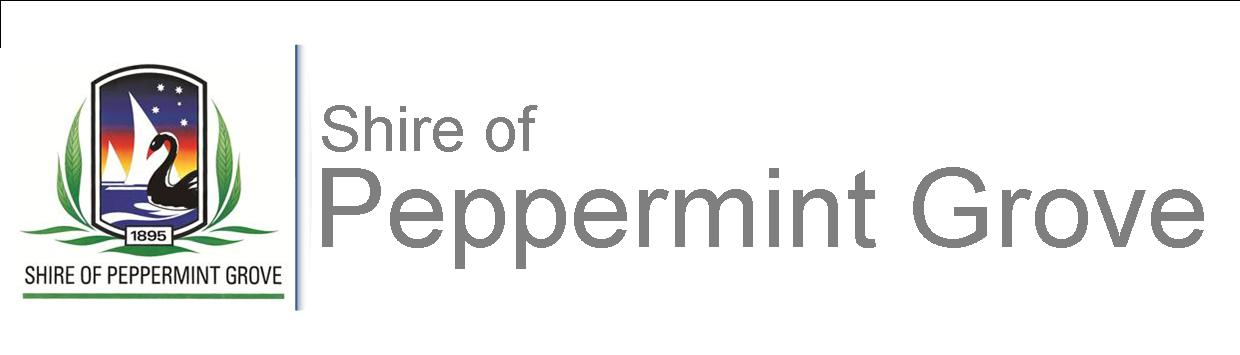 1895
SHIRE OF PEPPERMINT GROVE
Shire of
Peppermint Grove